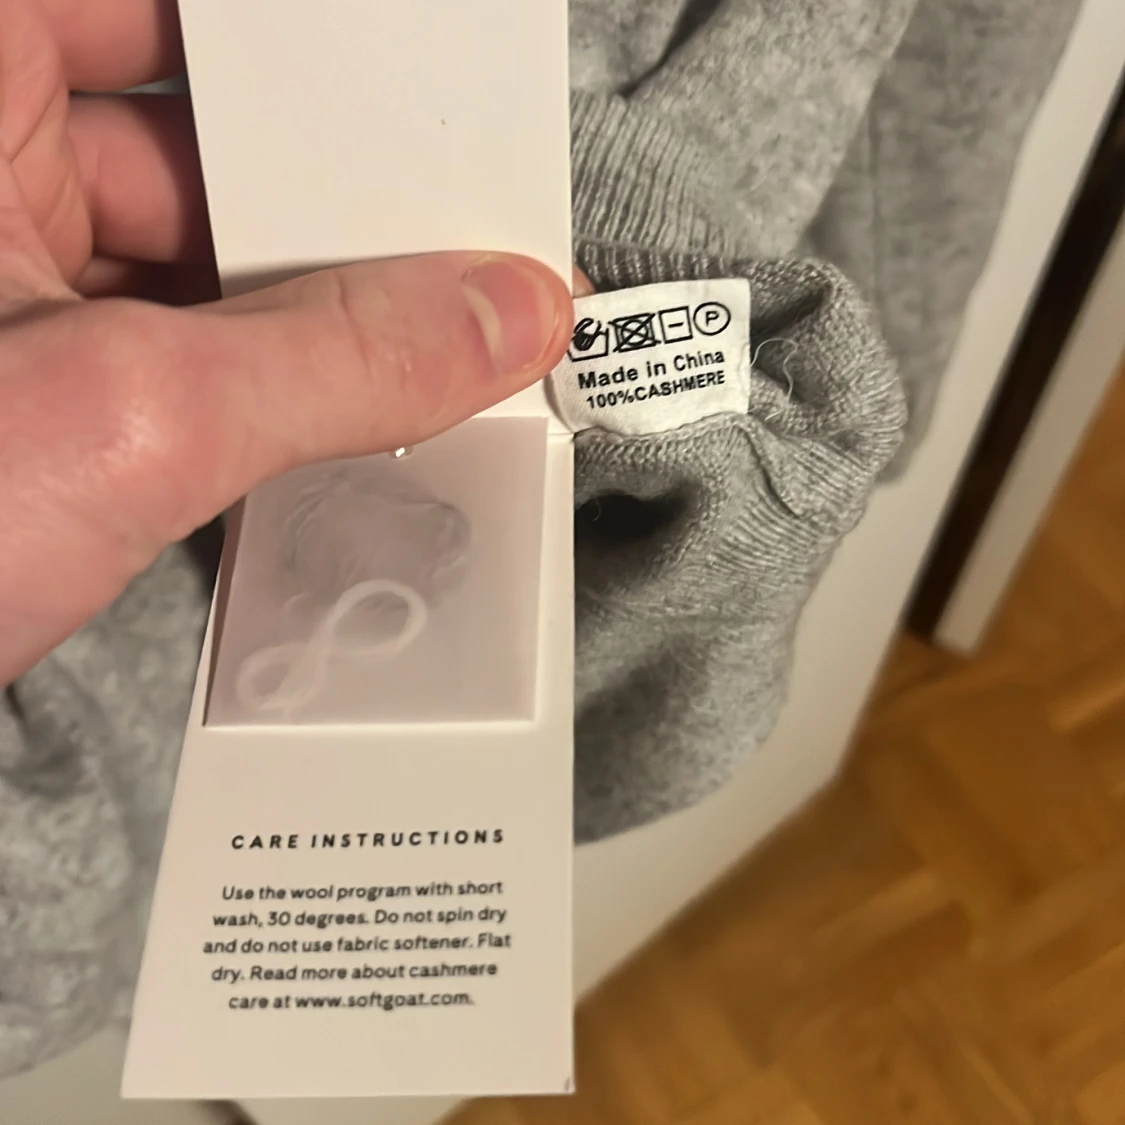 P
Made in China
100%CASHMERE
CARE INSTRUCTIONS
Use the wool program with short
wash, 30 degrees. Do not spin dry
and do not use fabric softener. Flat
dry. Read more about cashmere
care at www.softgoat.com.